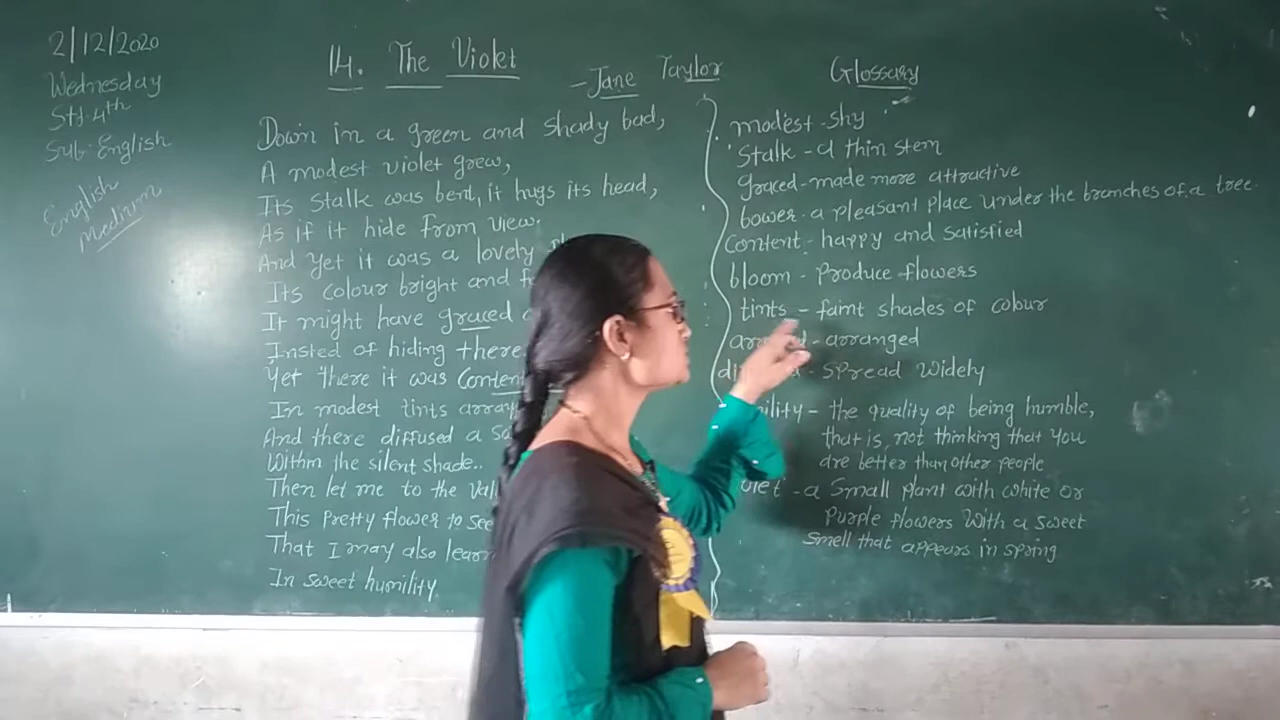 2/12/2020
Wednesday
Std. 4th
Sub. English
English
Medium
14. The Violet
- Jane Taylor
Down in a green and shady bad,
A modest violet grew,
Its stalk was bent, it hugs its head,
As if it hide from view.
And yet it was a lovely
Its colour bright and
It might have graced
Insted of hiding there
Yet there it was Content
In modest tints
And there diffused a
Within the silent shade..
Then let me to the
This pretty flower to see
That I may also learn
In sweet humility.
Glossary
modest - shy
Stalk - a thin stem
graced - made more attractive
bower - a pleasant place under the branches of a tree.
Content - happy and satisfied
bloom - produce flowers
tints - faint shades of colour
- arranged
- spread widely
- the quality of being humble,
that is, not thinking that you
are better than other people
- a small plant with white or
purple flowers with a sweet
smell that appears in spring